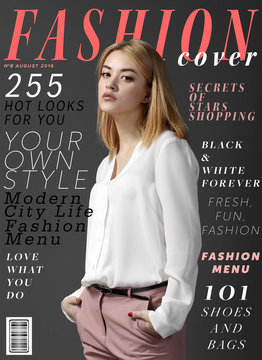 FASHION
cover
Nº8 AUGUST 2016
255
HOT LOOKS
FOR YOU
YOUR
OWN
STYLE
Modern
City Life
Fashion
Menu
LOVE
WHAT
YOU
DO
SECRETS
OF
STARS
SHOPPING
BLACK
&
WHITE
FOREVER
FRESH,
FUN,
FASHION
FASHION
MENU
101
SHOES
AND
BAGS